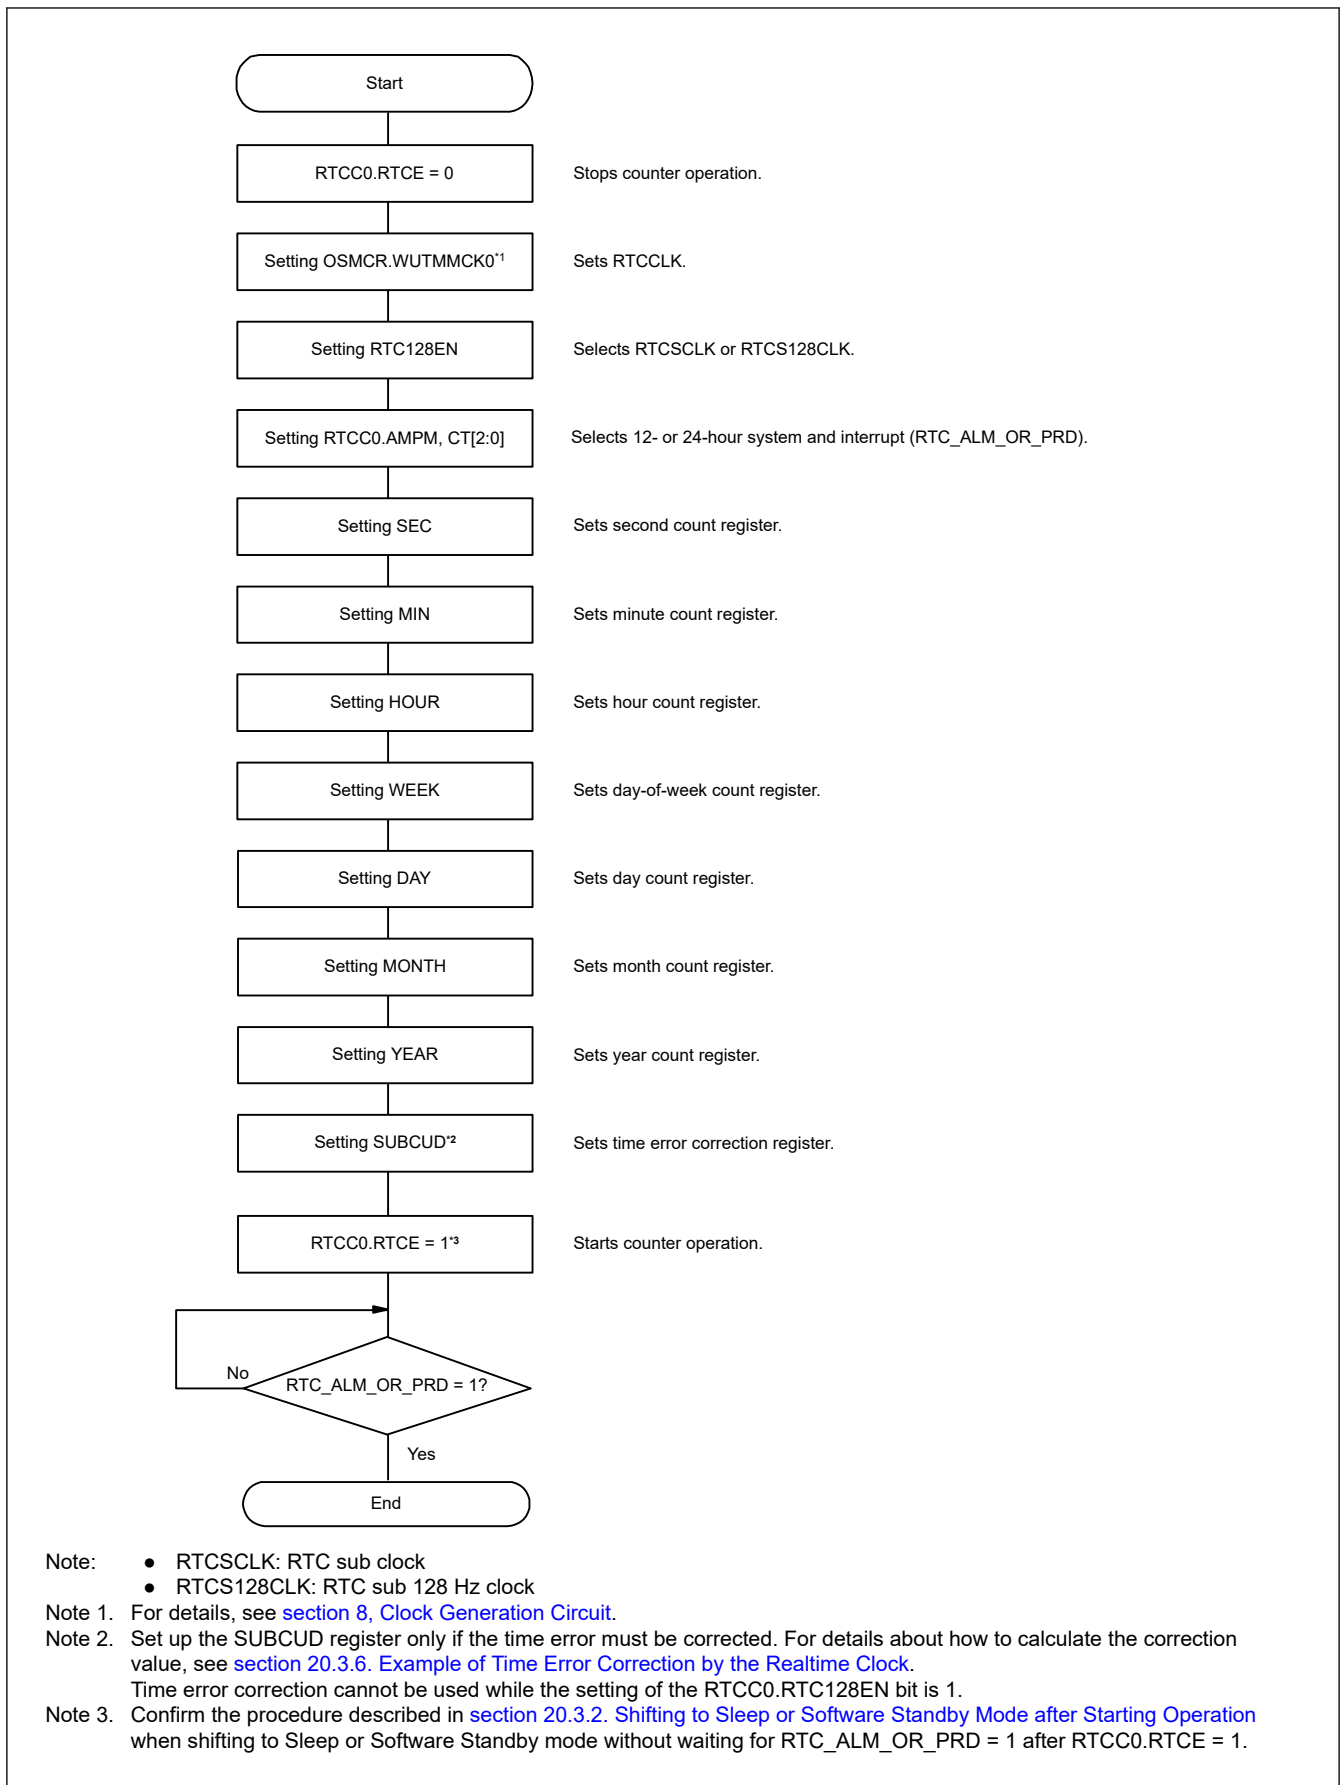 Start
RTCC0.RTCE = 0 Stops counter operation.
Setting OSMCR.WUTMMCK0*1 Sets RTCCLK.
Setting RTC128EN Selects RTCSCLK or RTCS128CLK.
Setting RTCC0.AMPM, CT[2:0] Selects 12- or 24-hour system and interrupt (RTC_ALM_OR_PRD).
Setting SEC Sets second count register.
Setting MIN Sets minute count register.
Setting HOUR Sets hour count register.
Setting WEEK Sets day-of-week count register.
Setting DAY Sets day count register.
Setting MONTH Sets month count register.
Setting YEAR Sets year count register.
Setting SUBCUD*2 Sets time error correction register.
RTCC0.RTCE = 1*3 Starts counter operation.
No
RTC_ALM_OR_PRD = 1?
Yes
End
Note: ● RTCSCLK: RTC sub clock
● RTCS128CLK: RTC sub 128 Hz clock
Note 1. For details, see section 8, Clock Generation Circuit.
Note 2. Set up the SUBCUD register only if the time error must be corrected. For details about how to calculate the correction
value, see section 20.3.6. Example of Time Error Correction by the Realtime Clock.
Time error correction cannot be used while the setting of the RTCC0.RTC128EN bit is 1.
Note 3. Confirm the procedure described in section 20.3.2. Shifting to Sleep or Software Standby Mode after Starting Operation
when shifting to Sleep or Software Standby mode without waiting for RTC_ALM_OR_PRD = 1 after RTCC0.RTCE = 1.